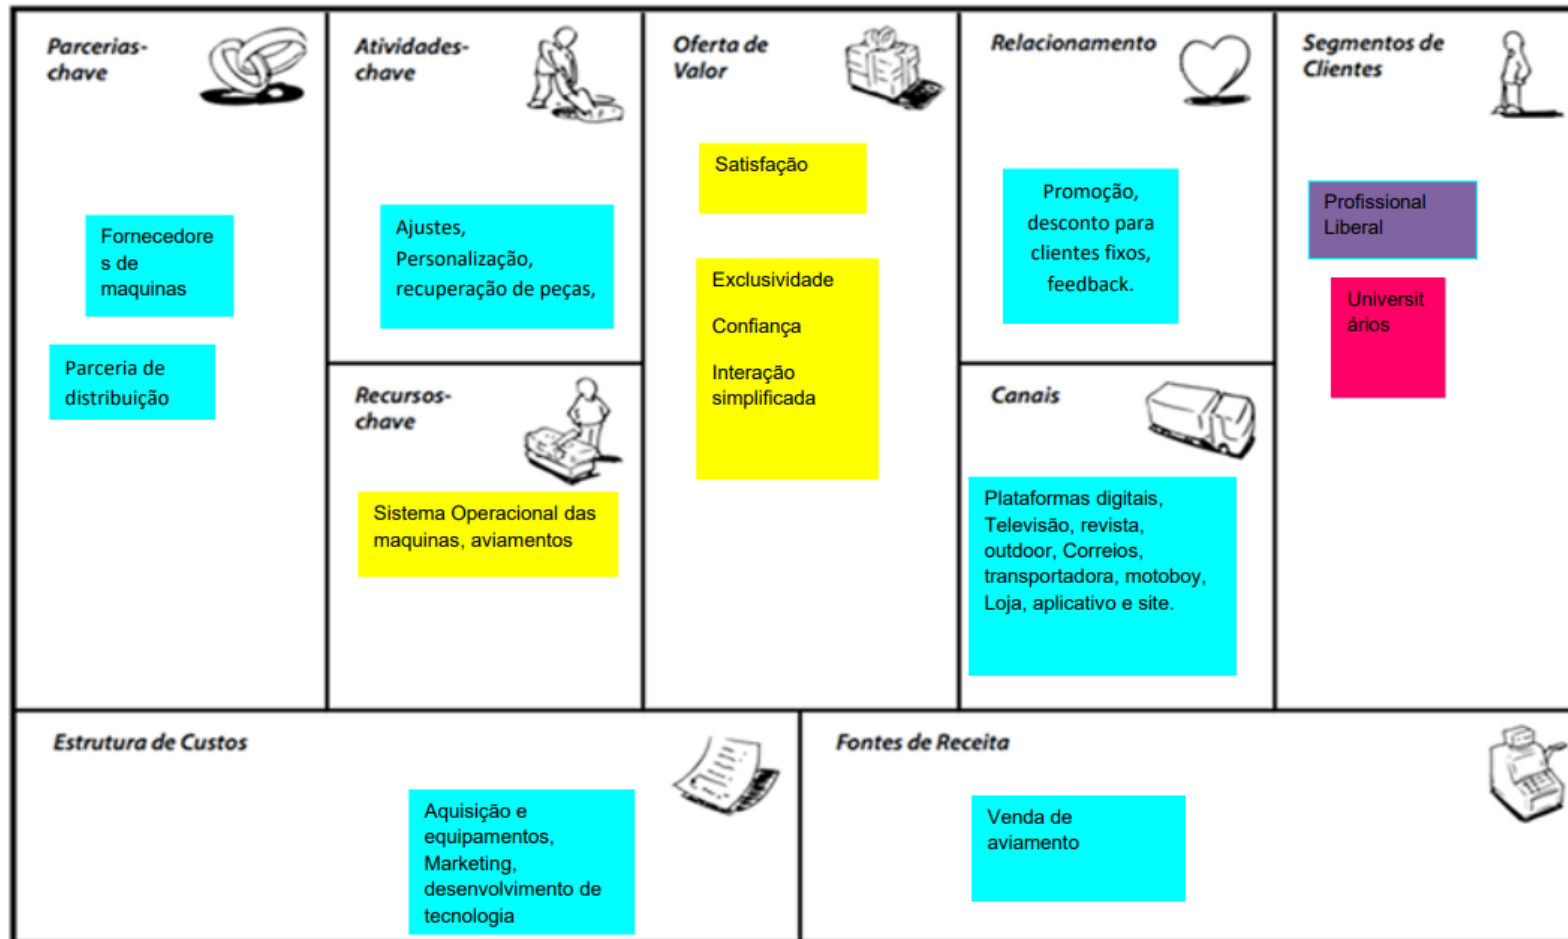 Parcerias-
chave
Fornecedore
s de
maquinas
Parceria de
distribuição
Atividades-
chave
Ajustes,
Personalização,
recuperação de peças,
Recursos-
chave
Sistema Operacional das
maquinas, aviamentos
Oferta de
Valor
Satisfação
Exclusividade
Confiança
Interação
simplificada
Relacionamento
Promoção,
desconto para
clientes fixos,
feedback.
Canais
Plataformas digitais,
Televisão, revista,
outdoor, Correios,
transportadora, motoboy,
Loja, aplicativo e site.
Segmentos de
Clientes
Profissional
Liberal
Universit
ários
Estrutura de Custos
Aquisição e
equipamentos,
Marketing,
desenvolvimento de
tecnologia
Fontes de Receita
Venda de
aviamento